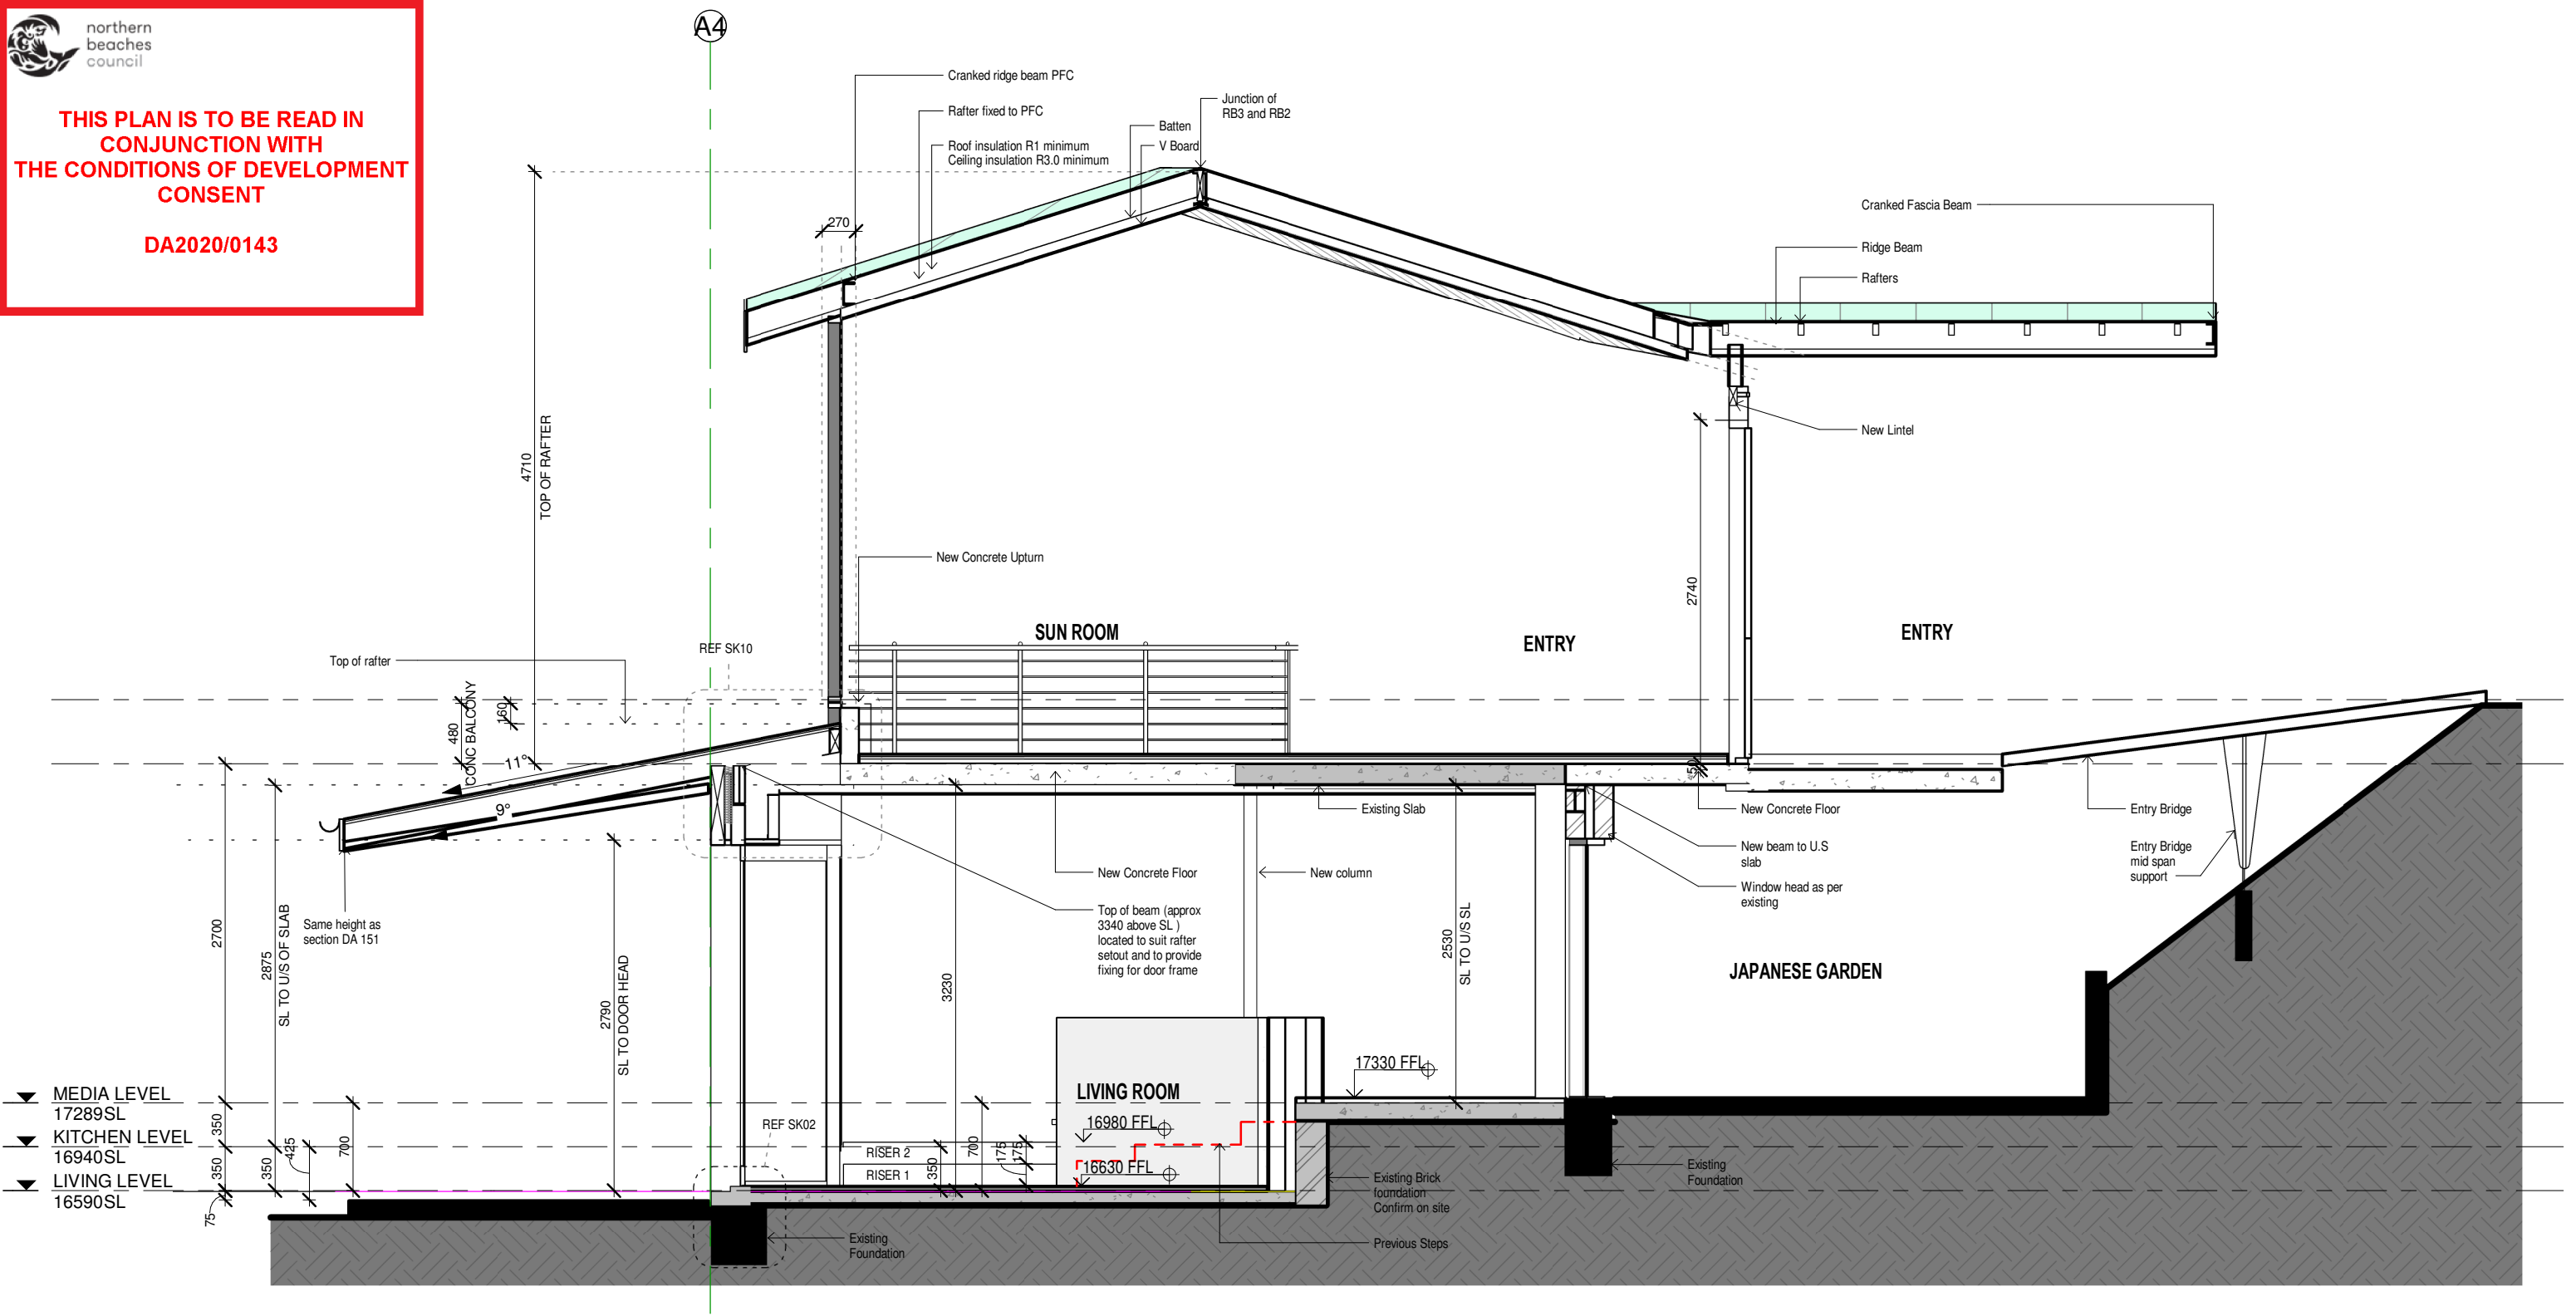 northern
beaches
council
THIS PLAN IS TO BE READ IN
CONJUNCTION WITH
THE CONDITIONS OF DEVELOPMENT
CONSENT
DA2020/0143
A4
Cranked ridge beam PFC
Rafter fixed to PFC
Roof insulation R1 minimum
Ceiling insulation R3.0 minimum
Batten
V Board
Junction of
RB3 and RB2
Cranked Fascia Beam
Ridge Beam
Rafters
270
4710
TOP OF RAFTER
New Lintel
2740
New Concrete Upturn
SUN ROOM
ENTRY
ENTRY
REF SK10
Top of rafter
480
CONC BALCONY
160
11°
9°
50
Existing Slab
New Concrete Floor
Entry Bridge
New beam to U.S
slab
Entry Bridge
mid span
support
New Concrete Floor
New column
Window head as per
existing
Same height as
section DA 151
Top of beam (approx
3340 above SL )
located to suit rafter
setout and to provide
fixing for door frame
2700
2875
SL TO U/S OF SLAB
2790
SL TO DOOR HEAD
3230
2530
SL TO U/S SL
JAPANESE GARDEN
LIVING ROOM
17330 FFL
16980 FFL
16630 FFL
MEDIA LEVEL
17289SL
KITCHEN LEVEL
16940SL
LIVING LEVEL
16590SL
350
350
75
350
425
700
REF SK02
RISER 2
RISER 1
350
700
175
175
Existing Brick
foundation
Confirm on site
Existing
Foundation
Previous Steps
Existing
Foundation